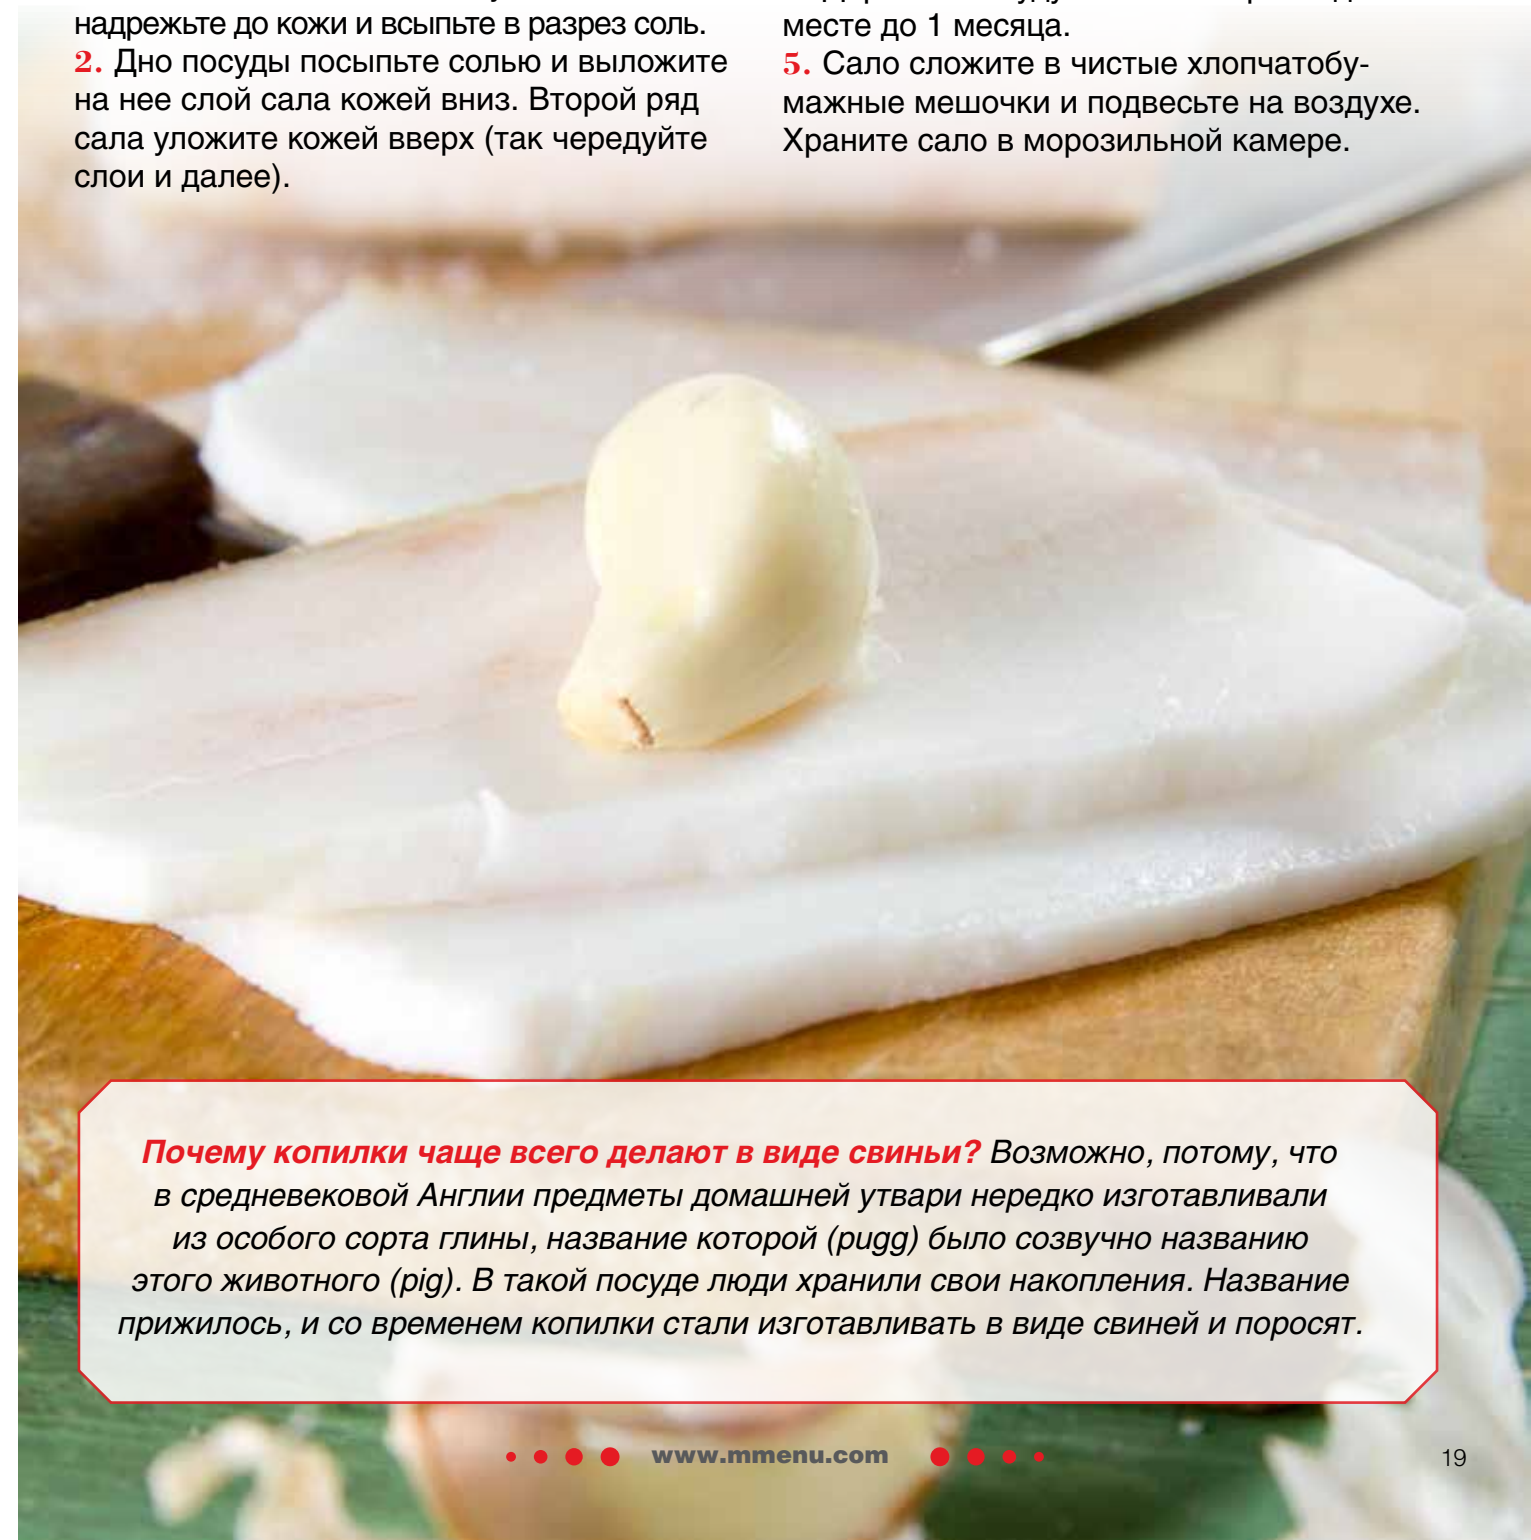 надрежьте до кожи и всыпьте в разрез соль.
2. Дно посуды посыпьте солью и выложите
на нее слой сала кожей вниз. Второй ряд
сала уложите кожей вверх (так чередуйте
слои и далее).
месте до 1 месяца.
5. Сало сложите в чистые хлопчатобу-
мажные мешочки и подвесьте на воздухе.
Храните сало в морозильной камере.
Почему копилки чаще всего делают в виде свиньи? Возможно, потому, что
в средневековой Англии предметы домашней утвари нередко изготавливали
из особого сорта глины, название которой (pugg) было созвучно названию
этого животного (pig). В такой посуде люди хранили свои накопления. Название
прижилось, и со временем копилки стали изготавливать в виде свиней и поросят.
www.mmenu.com
19